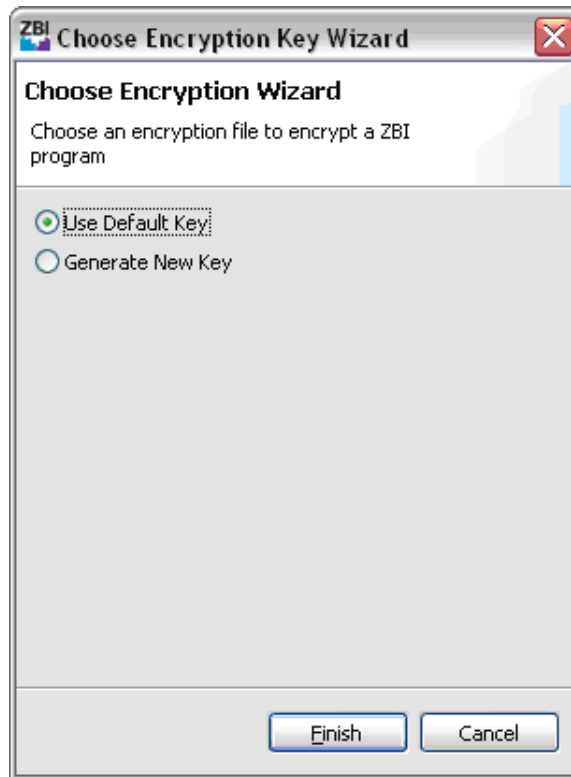 ZBI Choose Encryption Key Wizard
Choose Encryption Wizard
Choose an encryption file to encrypt a ZBI
program
Use Default Key
Generate New Key
Finish
Cancel